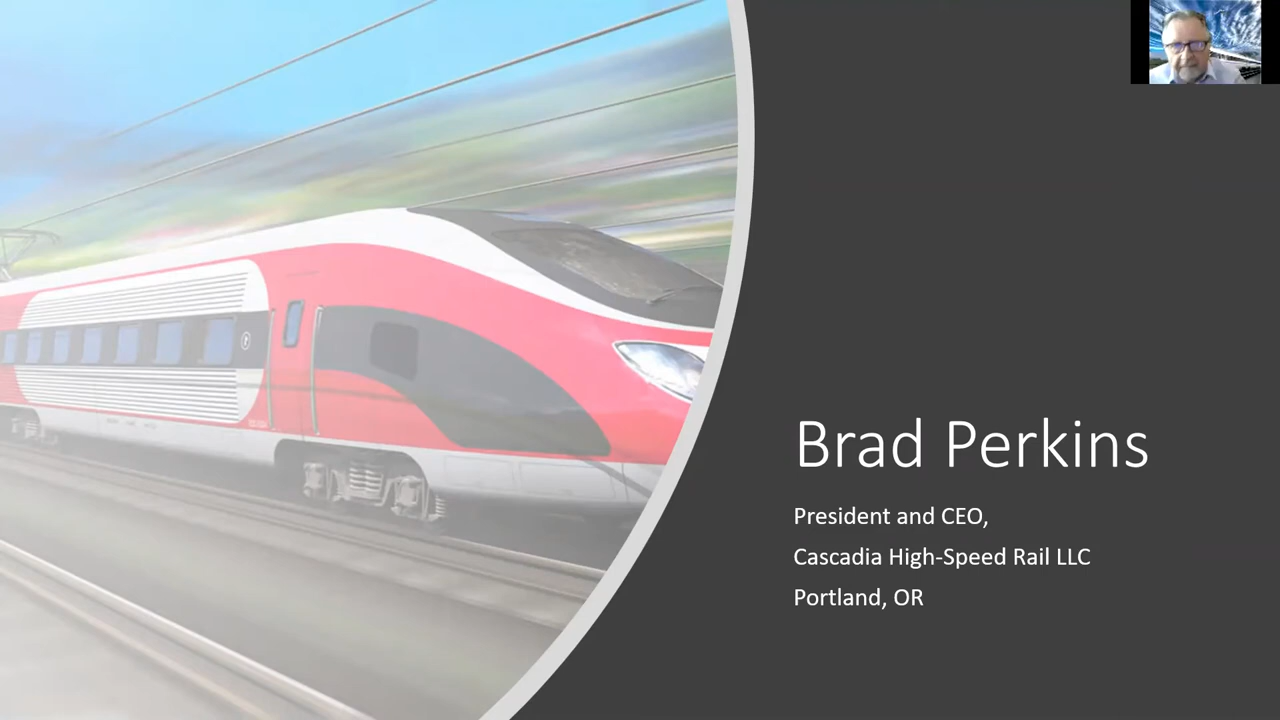 Brad Perkins
President and CEO,
Cascadia High-Speed Rail LLC
Portland, OR